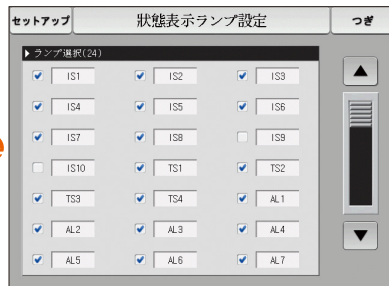 セットアップ 状態表示ランプ設定 つぎ
▶ ランプ選択(24)
IS1 IS2 IS3
IS4 IS5 IS6
e IS7 IS8 IS9
IS10 TS1 TS2
TS3 TS4 AL1
AL2 AL3 AL4
AL5 AL6 AL7